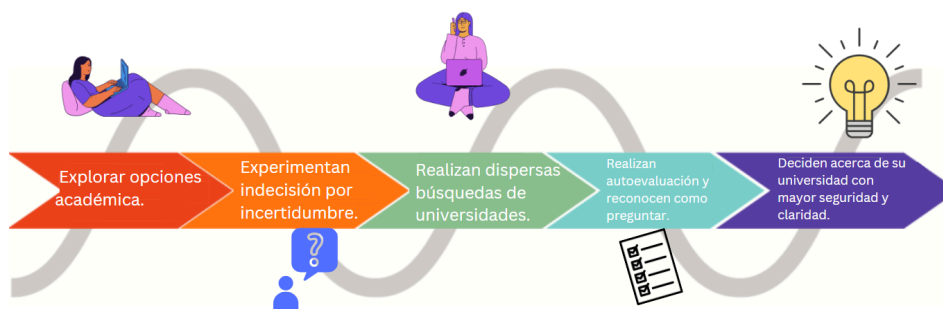 Explorar opciones
académica.
Experimentan
indecisión por
incertidumbre.
Realizan dispersas
búsquedas de
universidades.
Realizan
autoevaluación y
reconocen como
preguntar.
Deciden acerca de su
universidad con
mayor seguridad y
claridad.
?